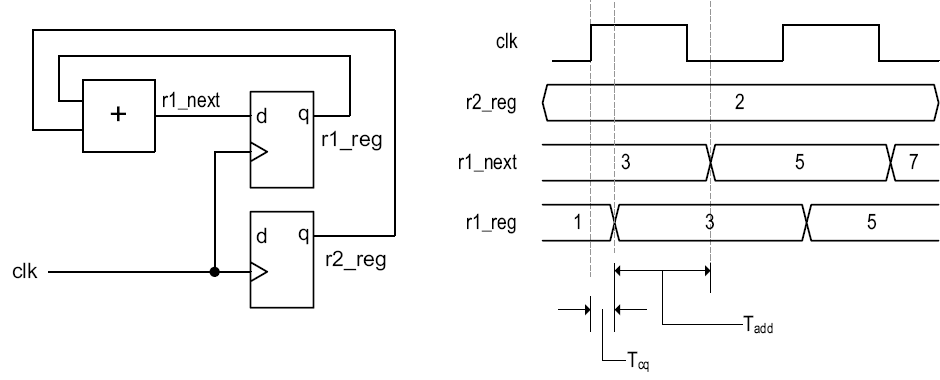 +
r1_next
d q
r1_reg
d q
r2_reg
clk
clk
r2_reg 2
r1_next 3 5 7
r1_reg 1 3 5
Tadd
Tcq